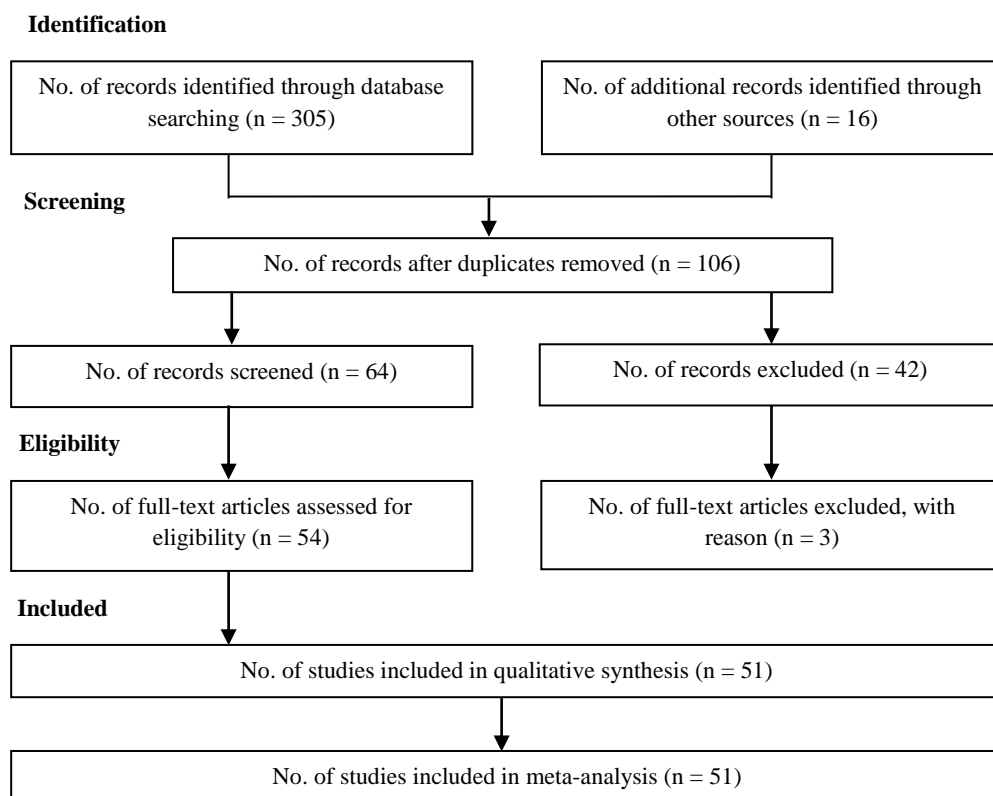 Identification
No. of records identified through database
searching (n = 305)
No. of additional records identified through
other sources (n = 16)
Screening
No. of records after duplicates removed (n = 106)
No. of records screened (n = 64)
No. of records excluded (n = 42)
Eligibility
No. of full-text articles assessed for
eligibility (n = 54)
No. of full-text articles excluded, with
reason (n = 3)
Included
No. of studies included in qualitative synthesis (n = 51)
No. of studies included in meta-analysis (n = 51)